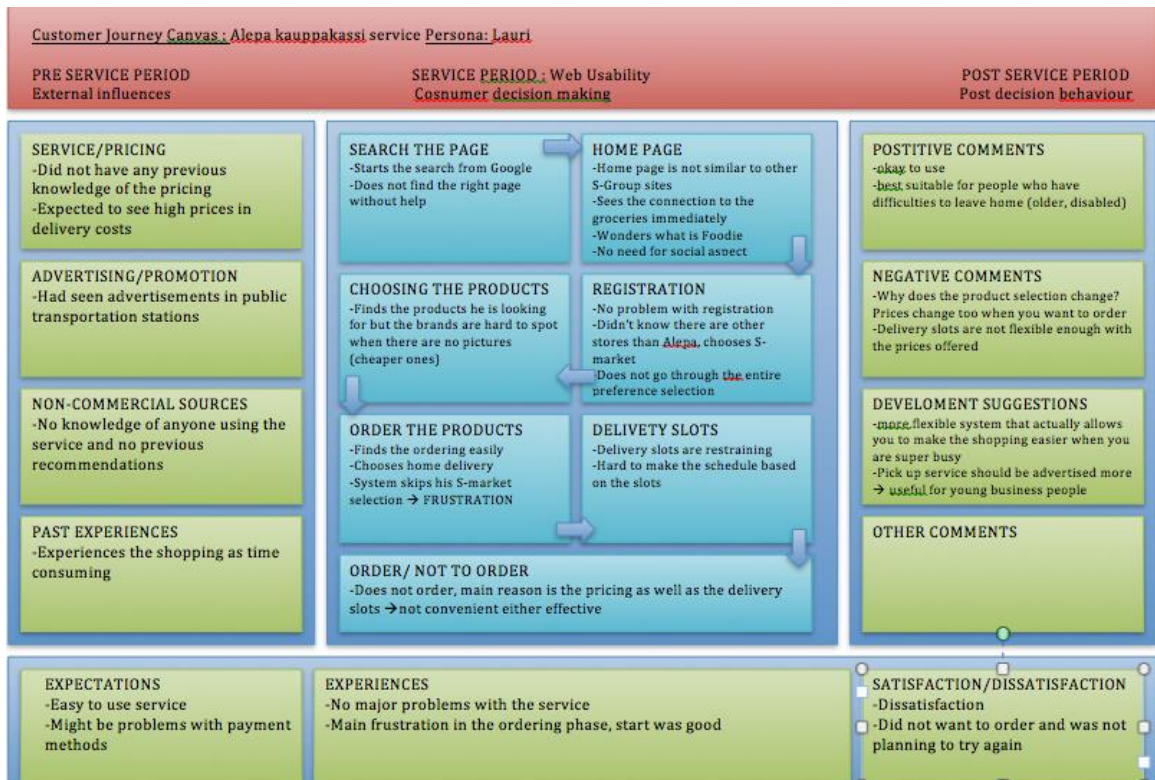 Customer Journey Canvas : Alepa kauppakassi service Persona: Lauri
PRE SERVICE PERIOD
External influences
SERVICE PERIOD : Web Usability
Cosnumer decision making
POST SERVICE PERIOD
Post decision behaviour
SERVICE/PRICING
-Did not have any previous
knowledge of the pricing
-Expected to see high prices in
delivery costs
ADVERTISING/PROMOTION
-Had seen advertisements in public
transportation stations
NON-COMMERCIAL SOURCES
-No knowledge of anyone using the
service and no previous
recommendations
PAST EXPERIENCES
-Experiences the shopping as time
consuming
SEARCH THE PAGE
-Starts the search from Google
-Does not find the right page
without help
HOME PAGE
-Home page is not similar to other
S-Group sites
-Sees the connection to the
groceries immediately
-Wonders what is Foodie
-No need for social aspect
REGISTRATION
-No problem with registration
-Didn't know there are other
stores than Alepa, chooses S-
market
-Does not go through the entire
preference selection
CHOOSING THE PRODUCTS
-Finds the products he is looking
for but the brands are hard to spot
when there are no pictures
(cheaper ones)
ORDER THE PRODUCTS
-Finds the ordering easily
-Chooses home delivery
-System skips his S-market
selection → FRUSTRATION
DELIVETY SLOTS
-Delivery slots are restraining
-Hard to make the schedule based
on the slots
ORDER/ NOT TO ORDER
-Does not order, main reason is the pricing as well as the delivery
slots →not convenient either effective
POSTITIVE COMMENTS
-okay to use
-best suitable for people who have
difficulties to leave home (older, disabled)
NEGATIVE COMMENTS
-Why does the product selection change?
Prices change too when you want to order
-Delivery slots are not flexible enough with
the prices offered
DEVELOMENT SUGGESTIONS
-more flexible system that actually allows
you to make the shopping easier when you
are super busy
-Pick up service should be advertised more
→ useful for young business people
OTHER COMMENTS
EXPECTATIONS
-Easy to use service
-Might be problems with payment
methods
EXPERIENCES
-No major problems with the service
-Main frustration in the ordering phase, start was good
SATISFACTION/DISSATISFACTION
-Dissatisfaction
-Did not want to order and was not
planning to try again